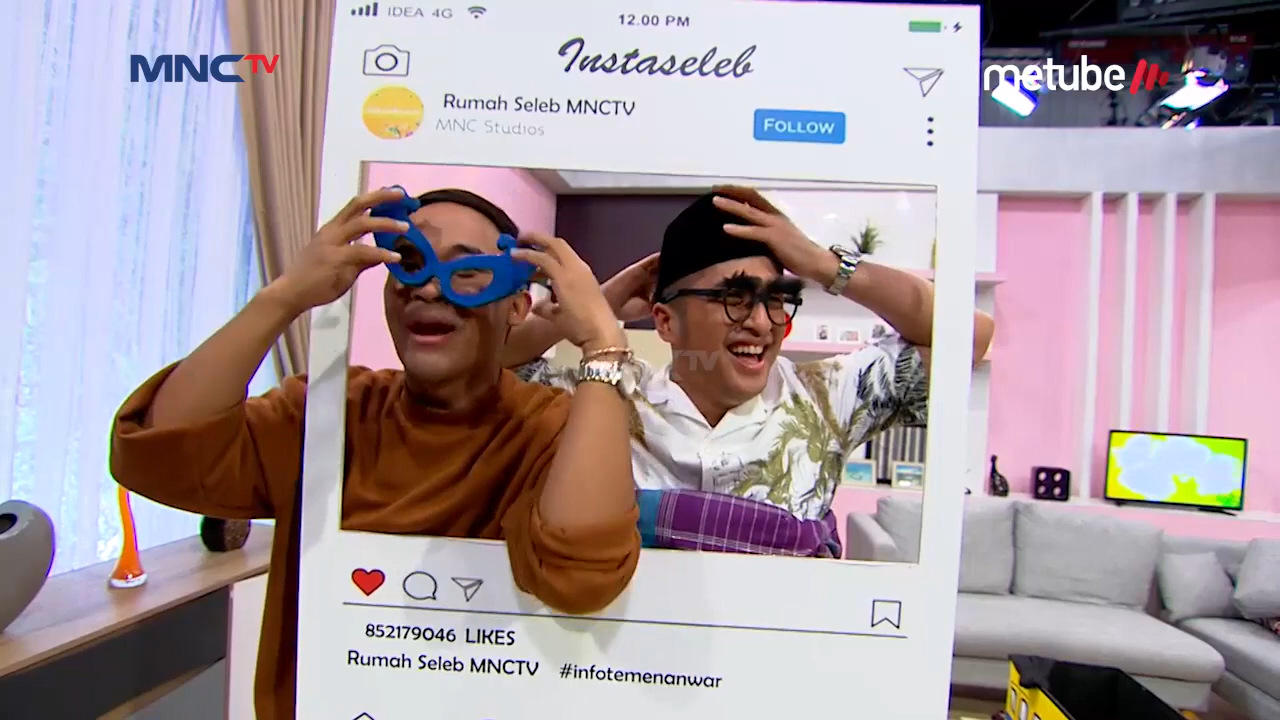 IDEA 4G
12.00 PM
MNCTV
Instaseleb
metube
Rumah Seleb MNCTV
MNC Studios
FOLLOW
852179046 LIKES
Rumah Seleb MNCTV #infotemenanwar